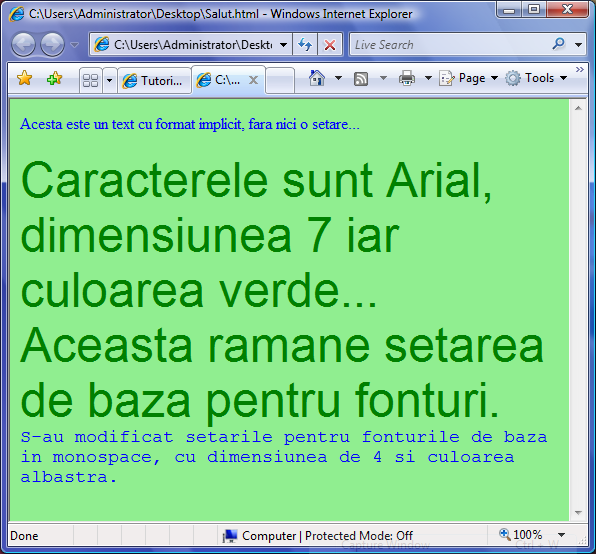 C:\Users\Administrator\Desktop\Salut.html - Windows Internet Explorer
C:\Users\Administrator\Deskto
Live Search
Tutori...
C:\...
Page
Tools
Acesta este un text cu format implicit, fara nici o setare...
Caracterele sunt Arial,
dimensiunea 7 iar
culoarea verde...
Aceasta ramane setarea
de baza pentru fonturi.
S-au modificat setarile pentru fonturile de baza
in monospace, cu dimensiunea de 4 si culoarea
albastra.
Done
Computer | Protected Mode: Off
100%
Capture Window
Ctrl + W